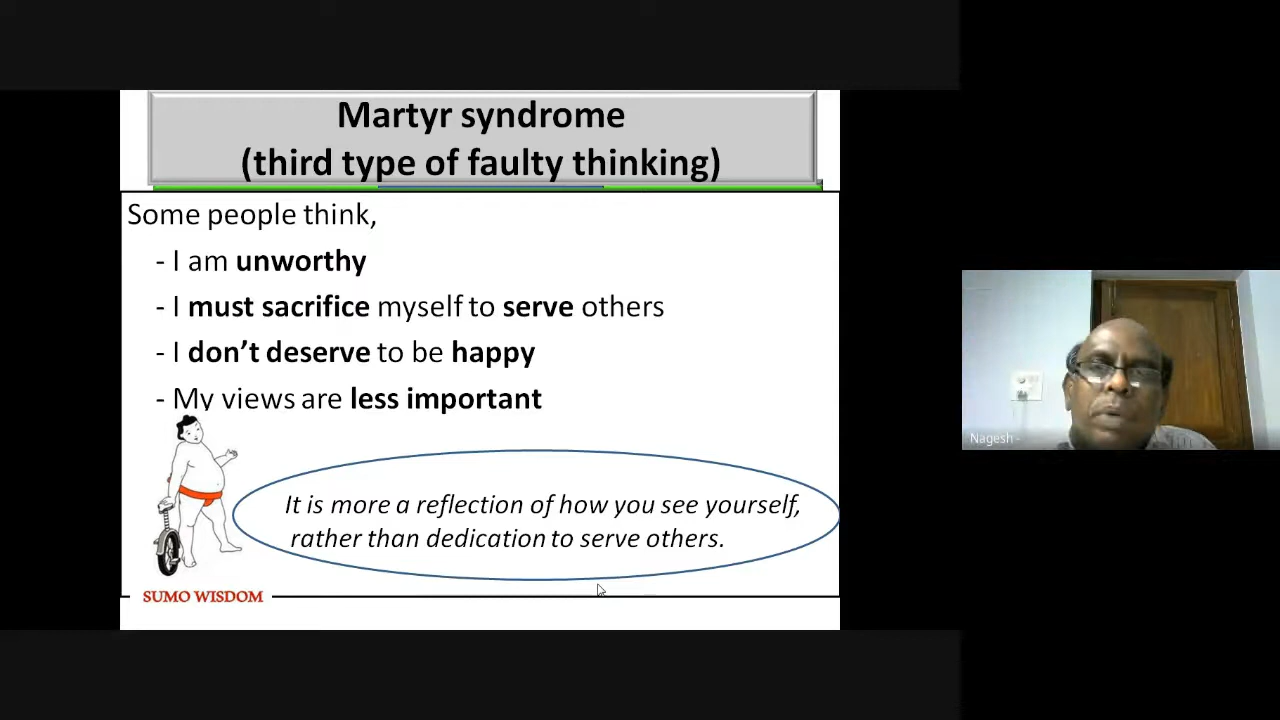 Martyr syndrome
(third type of faulty thinking)
Some people think,
- I am unworthy
- I must sacrifice myself to serve others
- I don’t deserve to be happy
- My views are less important
It is more a reflection of how you see yourself,
rather than dedication to serve others.
SUMO WISDOM
Nagesh -